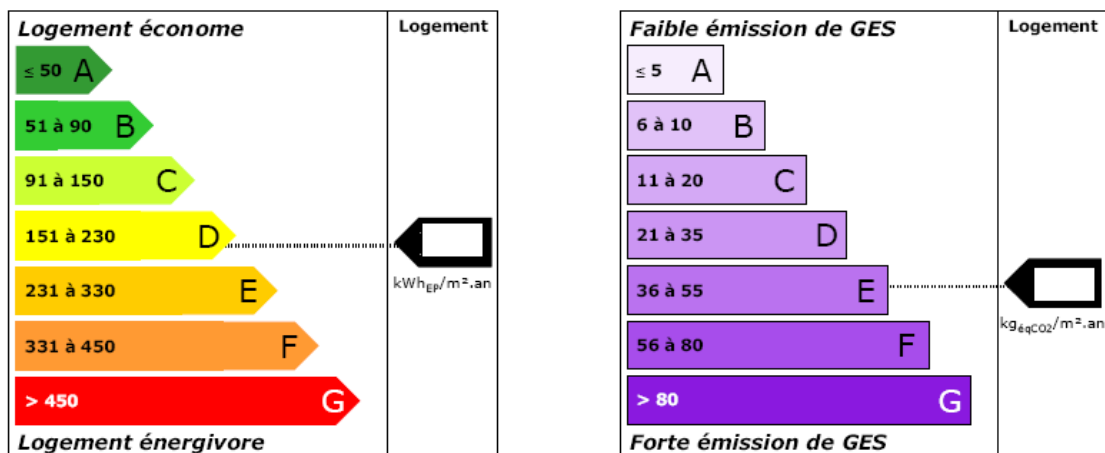 Logement économe
Logement
≤ 50 A
51 à 90 B
91 à 150 C
151 à 230 D
231 à 330 E
331 à 450 F
> 450 G
kWhEP/m².an
Logement énergivore
Faible émission de GES
Logement
≤ 5 A
6 à 10 B
11 à 20 C
21 à 35 D
36 à 55 E
56 à 80 F
> 80 G
kgéqCO2/m².an
Forte émission de GES